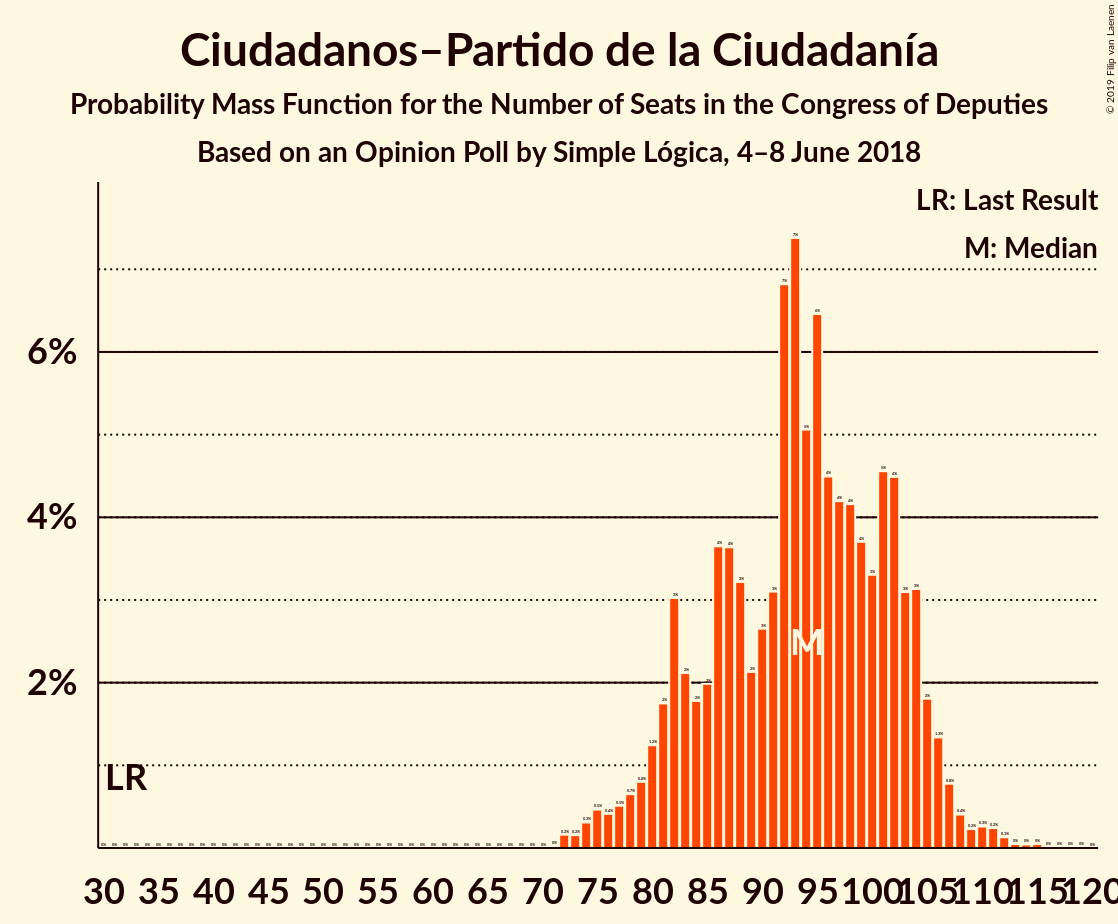 Ciudadanos–Partido de la Ciudadanía
Probability Mass Function for the Number of Seats in the Congress of Deputies
Based on an Opinion Poll by Simple Lógica, 4–8 June 2018
© 2019 Filip van Laenen
LR: Last Result
M: Median
6%
4%
2%
LR
M
30 35 40 45 50 55 60 65 70 75 80 85 90 95 100 105 110 115 120